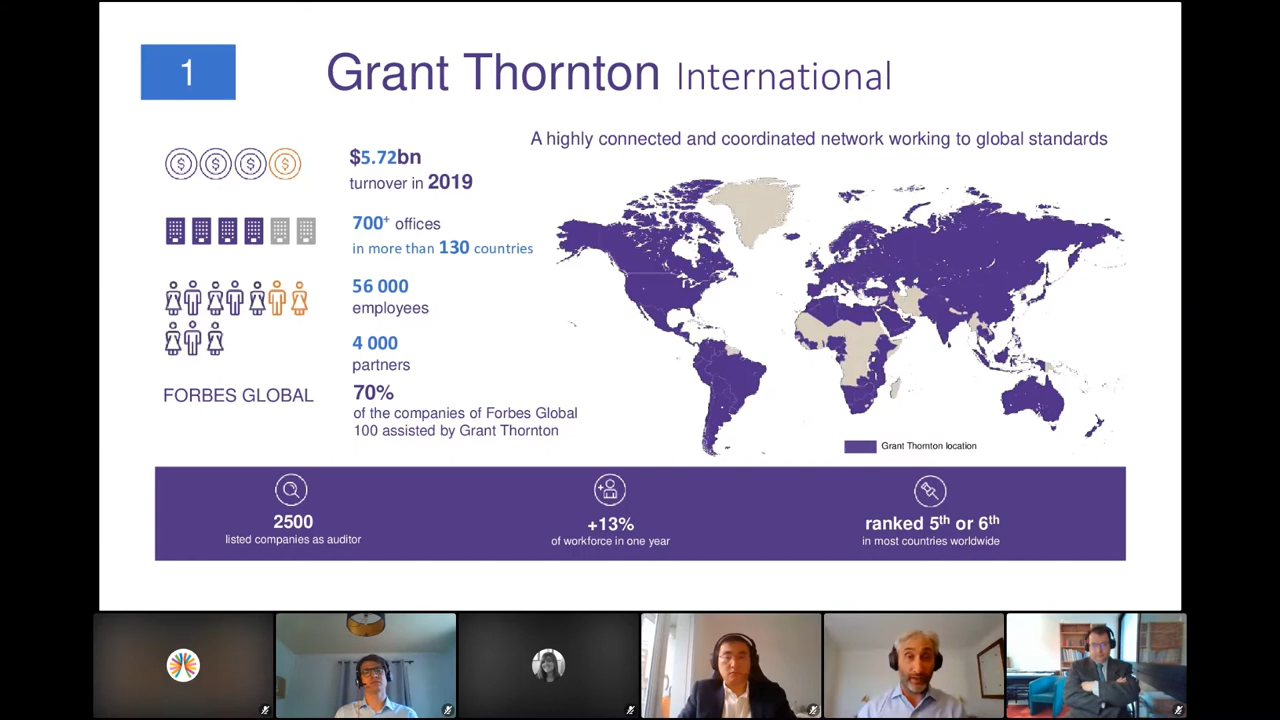 1
Grant Thornton International
A highly connected and coordinated network working to global standards
$5.72bn
turnover in 2019
700+ offices
in more than 130 countries
56 000
employees
4 000
partners
FORBES GLOBAL
70%
of the companies of Forbes Global
100 assisted by Grant Thornton
Grant Thornton location
2500
listed companies as auditor
+13%
of workforce in one year
ranked 5th or 6th
in most countries worldwide